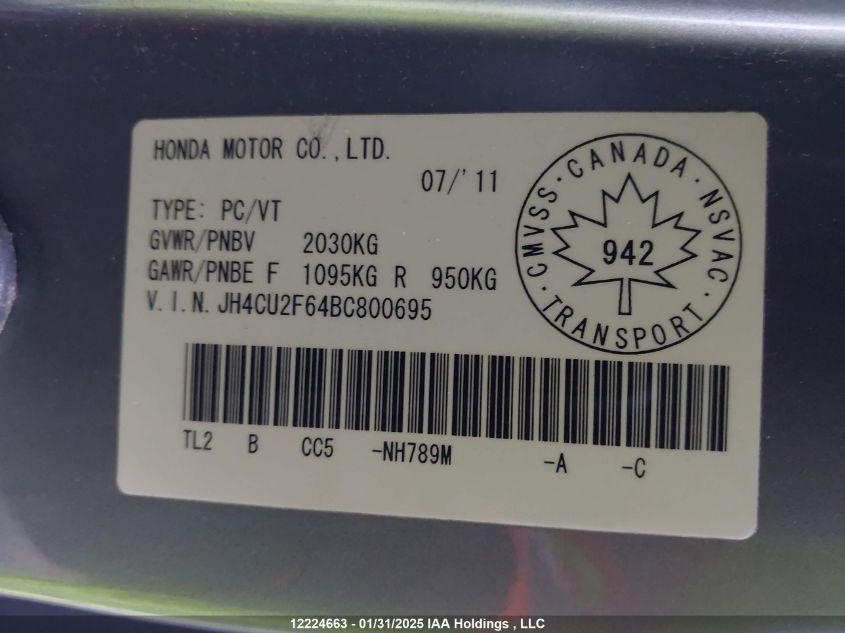 HONDA MOTOR CO.,LTD.
07/'11
TYPE: PC/VT
GVWR/PNBV 2030KG
GAWR/PNBE F 1095KG R 950KG
V.I.N. JH4CU2F64BC800695
CMVSS · CANADA · NSVAC ·
942
TRANSPORT
TL2 B CC5 -NH789M -A -C
12224663 - 01/31/2025 IAA Holdings , LLC